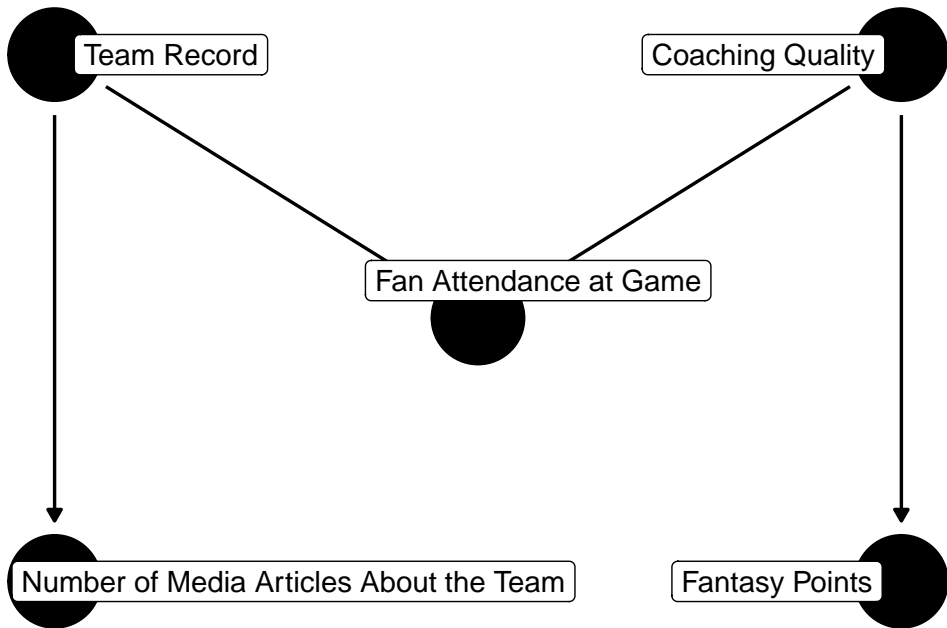 Team Record
Coaching Quality
Fan Attendance at Game
Number of Media Articles About the Team
Fantasy Points